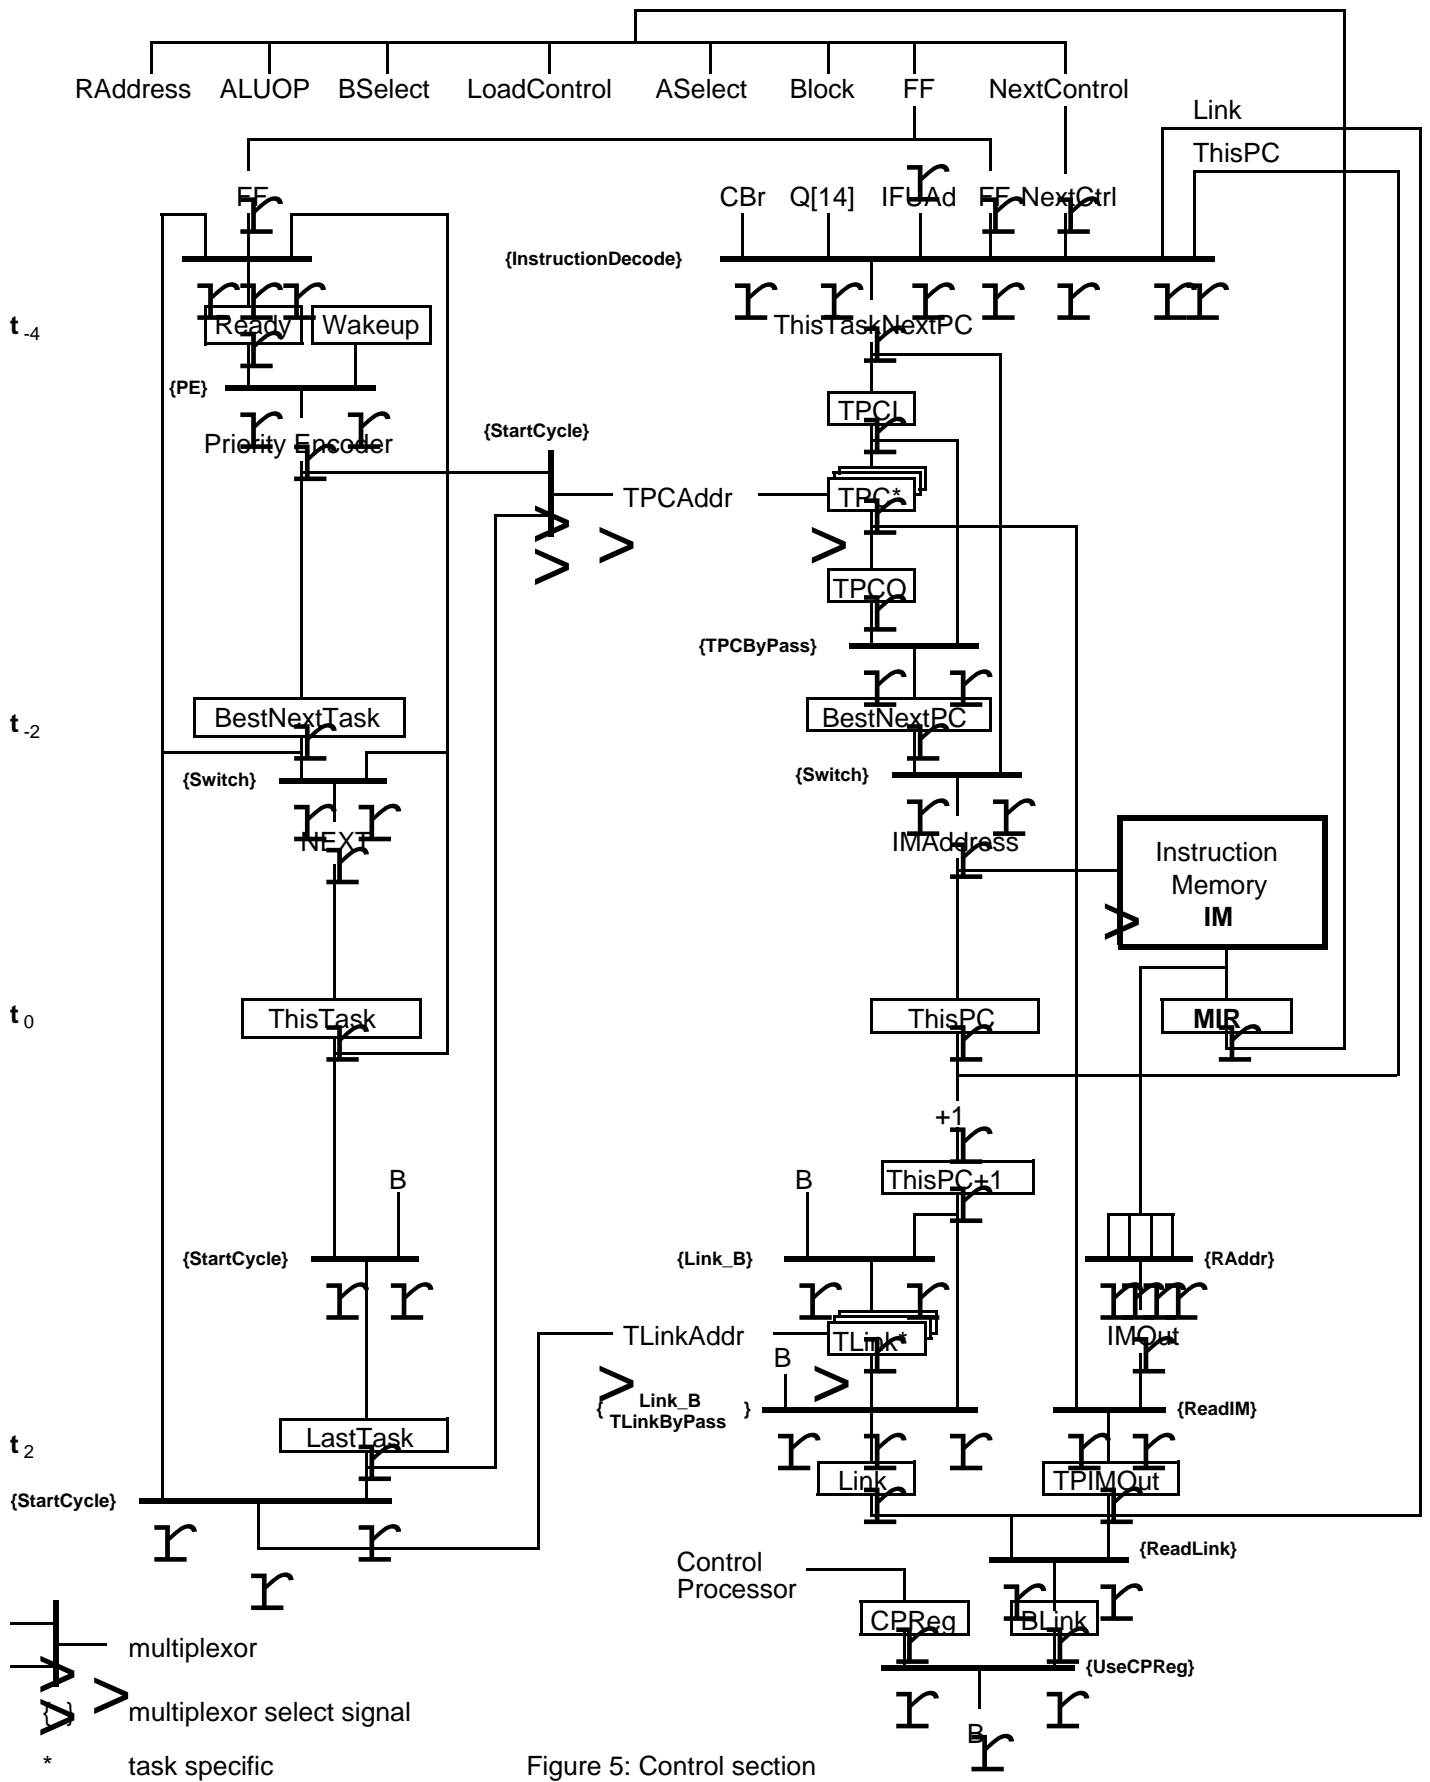 RAddress ALUOP BSelect LoadControl ASelect Block FF NextControl
Link
ThisPC
FF CBr Q[14] IFUAd FF NextCtrl
{InstructionDecode}
t -4 Ready Wakeup ThisTaskNextPC
{PE}
TPCI
Priority Encoder {StartCycle}
TPCAddr TPC*
TPCO
{TPCByPass}
t -2 BestNextTask BestNextPC
{Switch} {Switch}
NEXT IMAddress
Instruction
Memory
IM
t 0 ThisTask ThisPC MIR
+1
B B ThisPC+1
{StartCycle} {Link_B} {RAddr}
TLinkAddr TLink* IMOut
B
{ Link_B }
TLinkByPass
{ReadIM}
t 2 LastTask
Link TPIMOut
{StartCycle}
{ReadLink}
Control
Processor
CPReg BLink
multiplexor
{UseCPReg}
{ } multiplexor select signal
B
* task specific
Figure 5: Control section